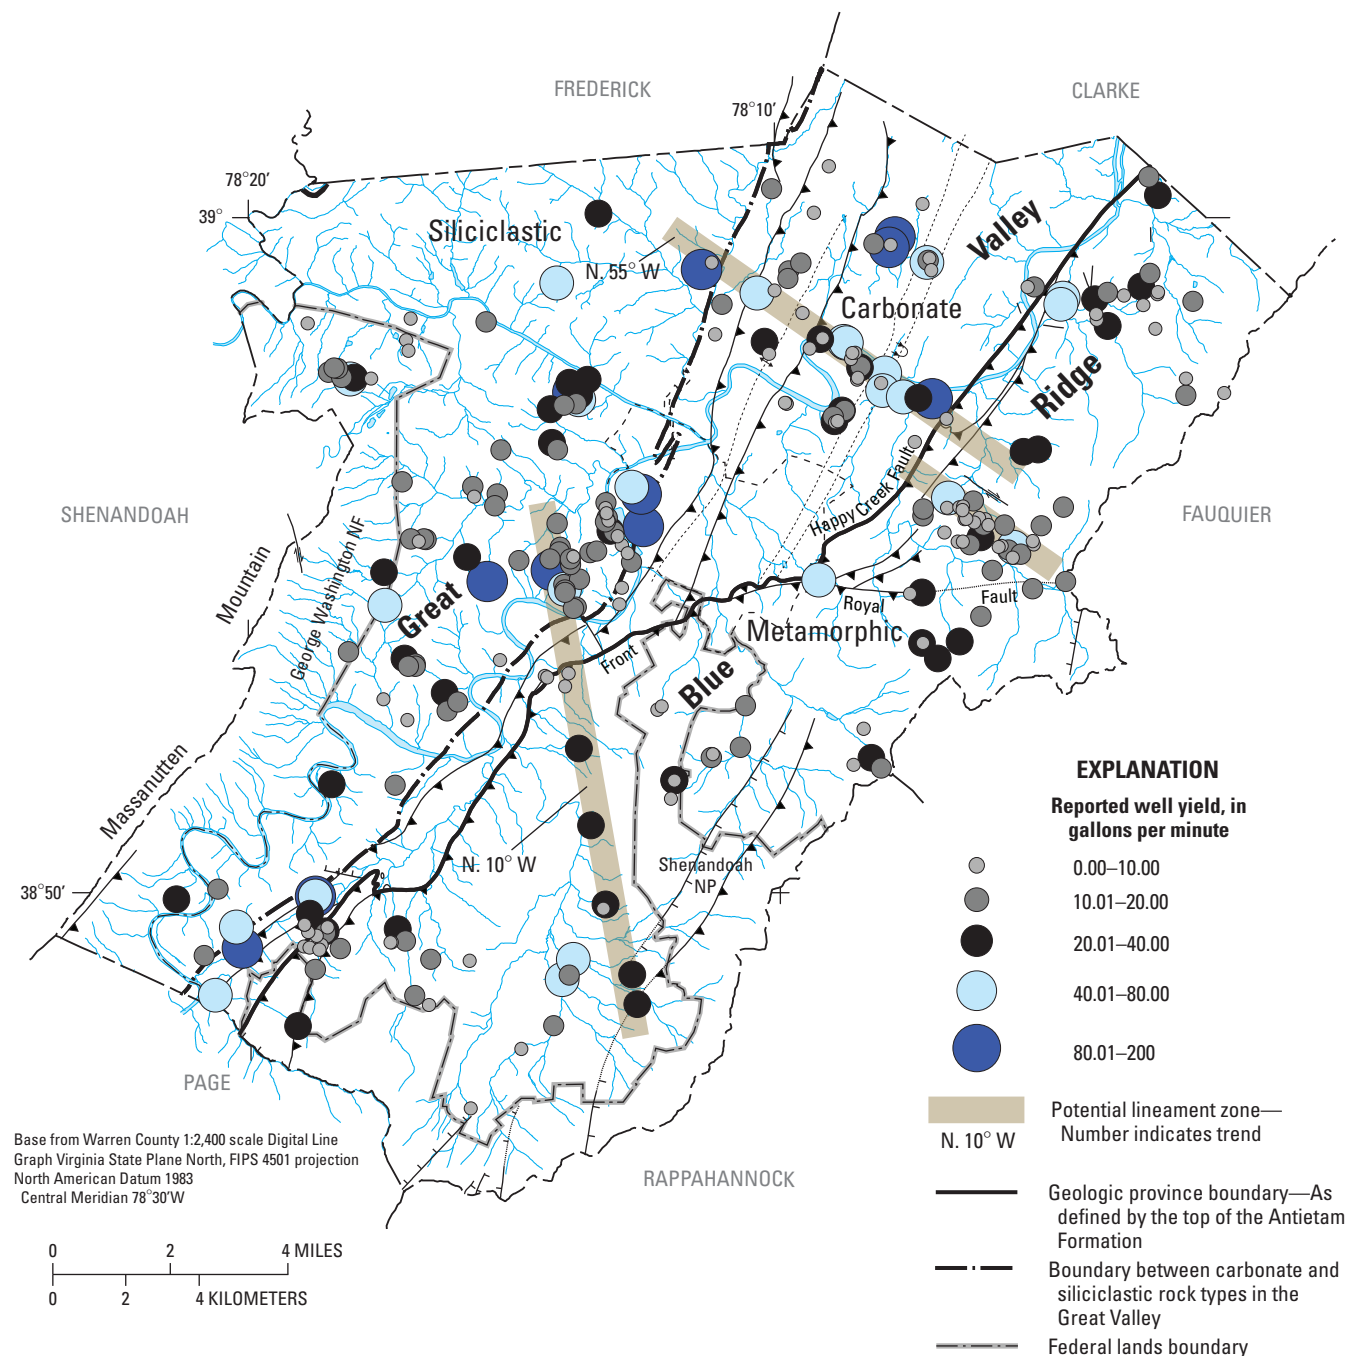 FREDERICK
CLARKE
78°10'
78°20'
39°
Siliciclastic
N. 55° W
Valley
Carbonate
Ridge
SHENANDOAH
Happy Creek Fault
FAUQUIER
Mountain
George Washington NF
Great
Royal
Fault
Metamorphic
Front
Blue
Massanutten
N. 10° W
Shenandoah
NP
38°50'
PAGE
RAPPAHANNOCK
EXPLANATION
Reported well yield, in
gallons per minute
0.00–10.00
10.01–20.00
20.01–40.00
40.01–80.00
80.01–200
Potential lineament zone—
Number indicates trend
N. 10° W
Geologic province boundary—As
defined by the top of the Antietam
Formation
Boundary between carbonate and
siliciclastic rock types in the
Great Valley
Federal lands boundary
Base from Warren County 1:2,400 scale Digital Line
Graph Virginia State Plane North, FIPS 4501 projection
North American Datum 1983
Central Meridian 78°30'W
0 2 4 MILES
0 2 4 KILOMETERS